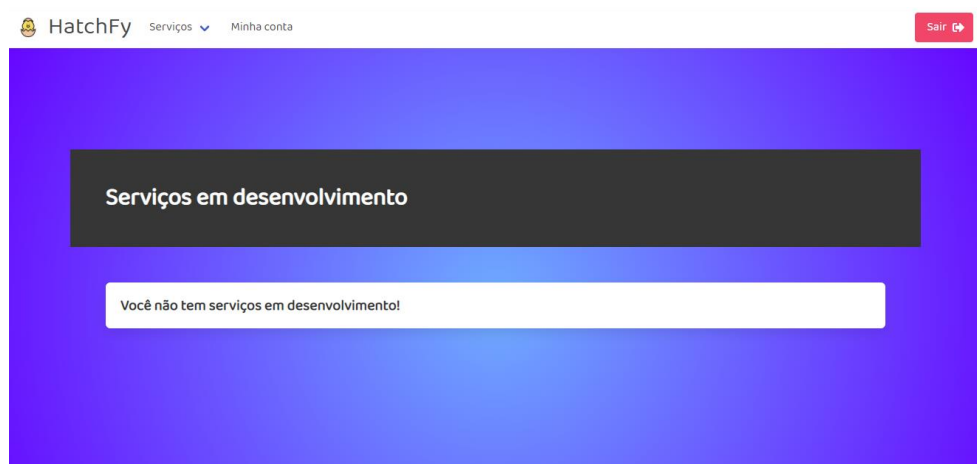 HatchFy Serviços Minha conta Sair
Serviços em desenvolvimento
Você não tem serviços em desenvolvimento!